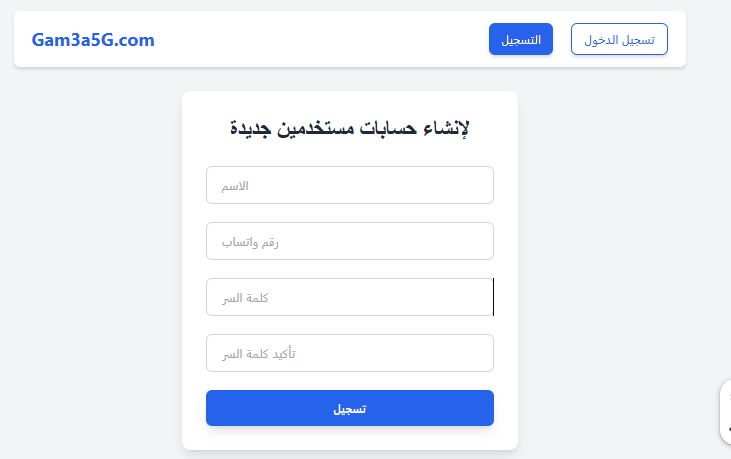 Gam3a5G.com
التسجيل
تسجيل الدخول
لإنشاء حسابات مستخدمين جديدة
الاسم
رقم واتساب
كلمة السر
تأكيد كلمة السر
تسجيل